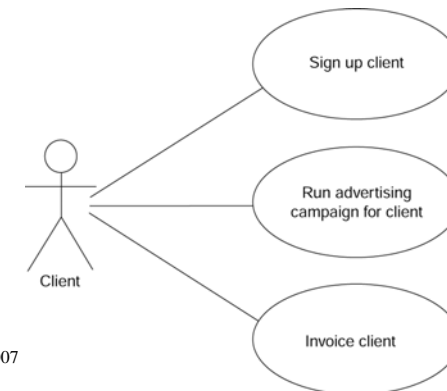 Sign up client
Run advertising
campaign for client
Client
Invoice client
07